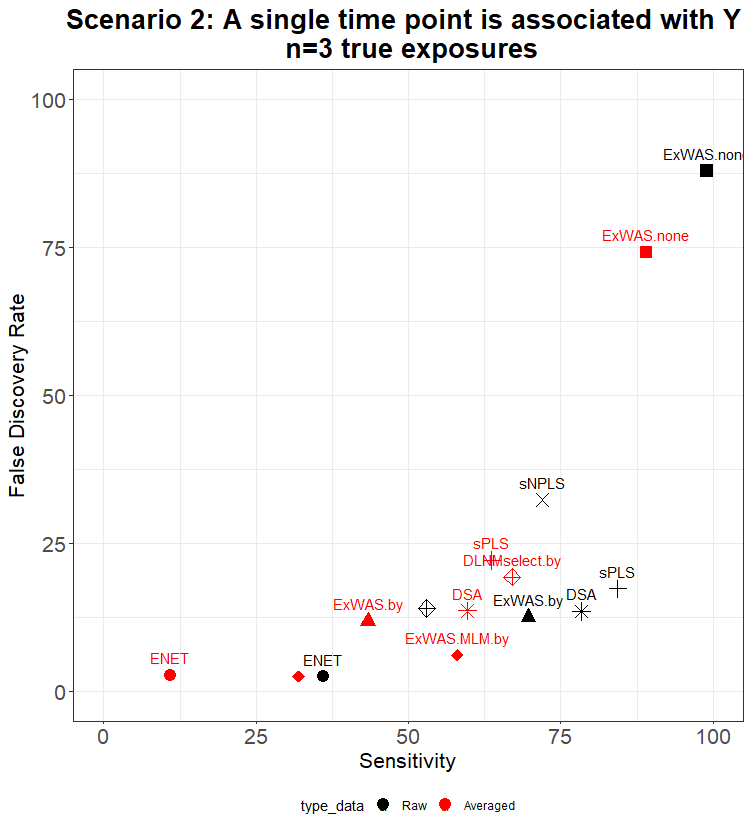 Scenario 2: A single time point is associated with Y
n=3 true exposures
False Discovery Rate
100
75
50
25
0
ExWAS.none
ExWAS.none
sNPLS
sPLS
DLNMselect.by
sPLS
DSA
ExWAS.by
DSA
ExWAS.by
ExWAS.MLM.by
ENET
ENET
0
25
50
75
100
Sensitivity
type_data
Raw
Averaged